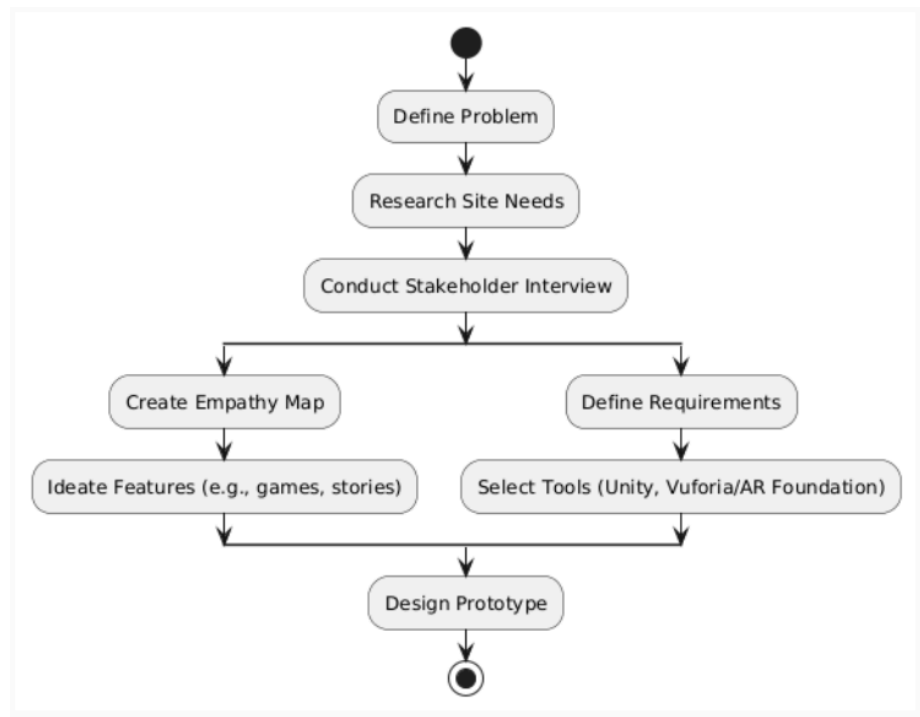 Define Problem
Research Site Needs
Conduct Stakeholder Interview
Create Empathy Map
Define Requirements
Ideate Features (e.g., games, stories)
Select Tools (Unity, Vuforia/AR Foundation)
Design Prototype